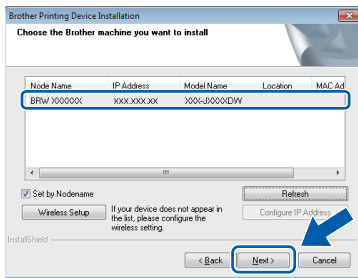 Brother Printing Device Installation
Choose the Brother machine you want to install
Node Name IP Address Model Name Location MAC Ad
BRW XXXXXX XXX.XXX.XX XXX-JXXXXDW
Set by Nodename
Refresh
Wireless Setup
If your device does not appear in
the list, please configure the
wireless setting.
Configure IP Address
InstallShield
< Back Next > Cancel